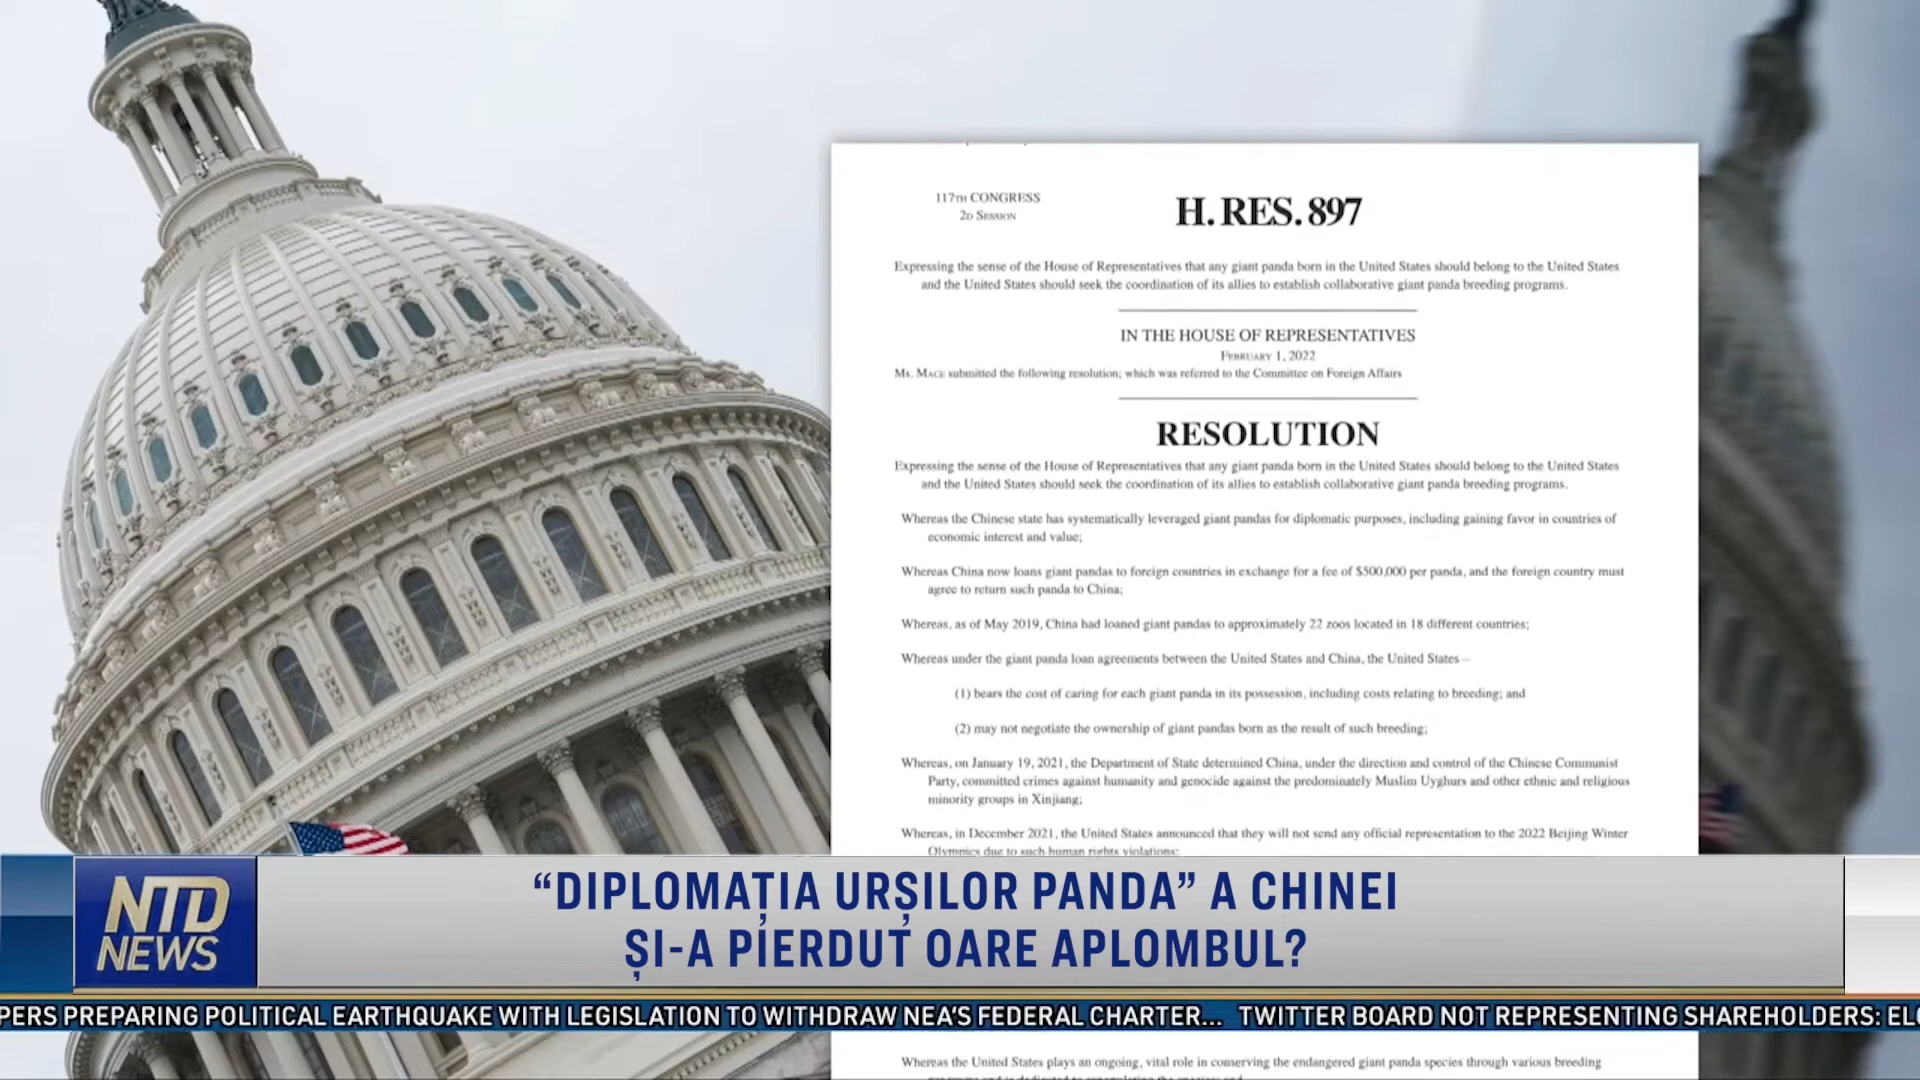 117TH CONGRESS
2D SESSION
H. RES. 897
Expressing the sense of the House of Representatives that any giant panda born in the United States should belong to the United States
and the United States should seek the coordination of its allies to establish collaborative giant panda breeding programs.
IN THE HOUSE OF REPRESENTATIVES
FEBRUARY 1, 2022
MS. MACE submitted the following resolution; which was referred to the Committee on Foreign Affairs
RESOLUTION
Expressing the sense of the House of Representatives that any giant panda born in the United States should belong to the United States
and the United States should seek the coordination of its allies to establish collaborative giant panda breeding programs.
Whereas the Chinese state has systematically leveraged giant pandas for diplomatic purposes, including gaining favor in countries of
economic interest and value;
Whereas China now loans giant pandas to foreign countries in exchange for a fee of $500,000 per panda, and the foreign country must
agree to return such panda to China;
Whereas, as of May 2019, China had loaned giant pandas to approximately 22 zoos located in 18 different countries;
Whereas under the giant panda loan agreements between the United States and China, the United States—
(1) bears the cost of caring for each giant panda in its possession, including costs relating to breeding; and
(2) may not negotiate the ownership of giant pandas born as the result of such breeding;
Whereas, on January 19, 2021, the Department of State determined China, under the direction and control of the Chinese Communist
Party, committed crimes against humanity and genocide against the predominately Muslim Uyghurs and other ethnic and religious
minority groups in Xinjiang;
Whereas, in December 2021, the United States announced that they will not send any official representation to the 2022 Beijing Winter
Olympics due to such human rights violations;
NTD
NEWS
“DIPLOMAȚIA URȘILOR PANDA” A CHINEI
ȘI-A PIERDUT OARE APLOMBUL?
PERS PREPARING POLITICAL EARTHQUAKE WITH LEGISLATION TO WITHDRAW NEA'S FEDERAL CHARTER... TWITTER BOARD NOT REPRESENTING SHAREHOLDERS: EL
Whereas the United States plays an ongoing, vital role in conserving the endangered giant panda species through various breeding